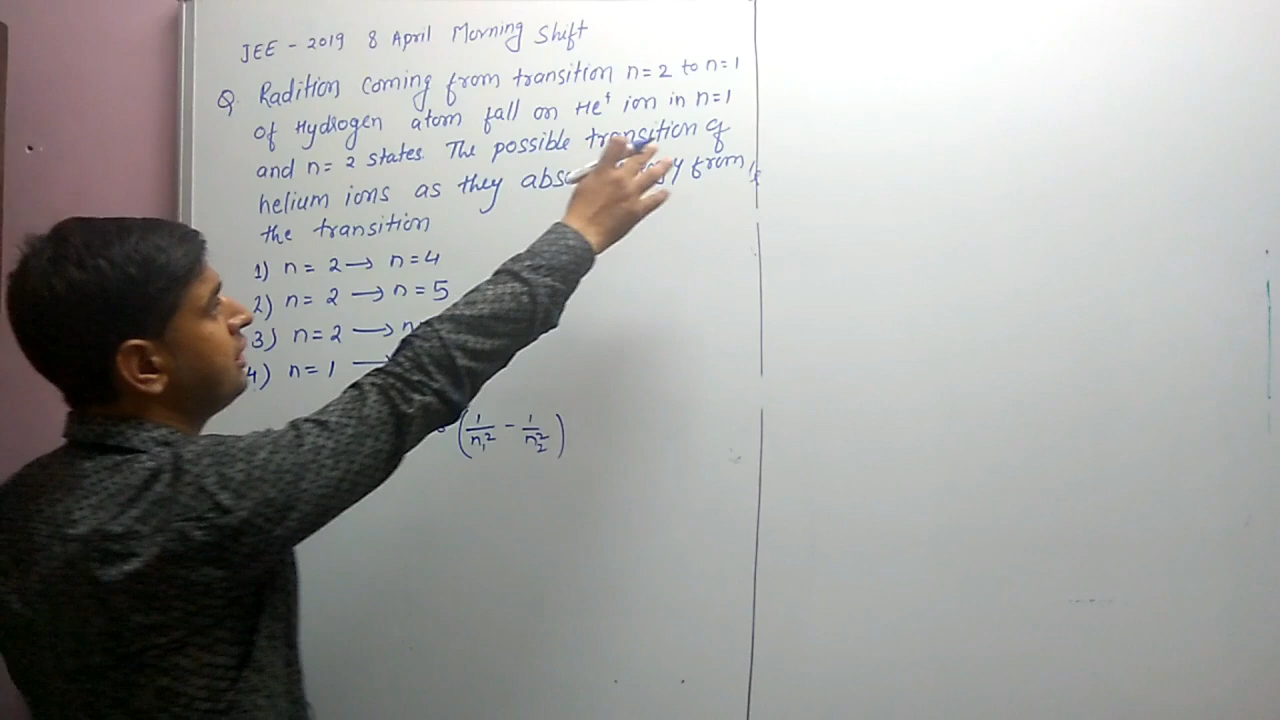 JEE - 2019 8 April Morning Shift
Q. Radition coming from transition n=2 to n=1
of Hydrogen atom fall on He⁺ ion in n=1
and n= 2 states. The possible transition of
helium ions as they from
the transition
1) n= 2 → n=4
2) n= 2 → n=5
3) n=2 →
4) n= 1 →
(1/n₁² - 1/n₂²)